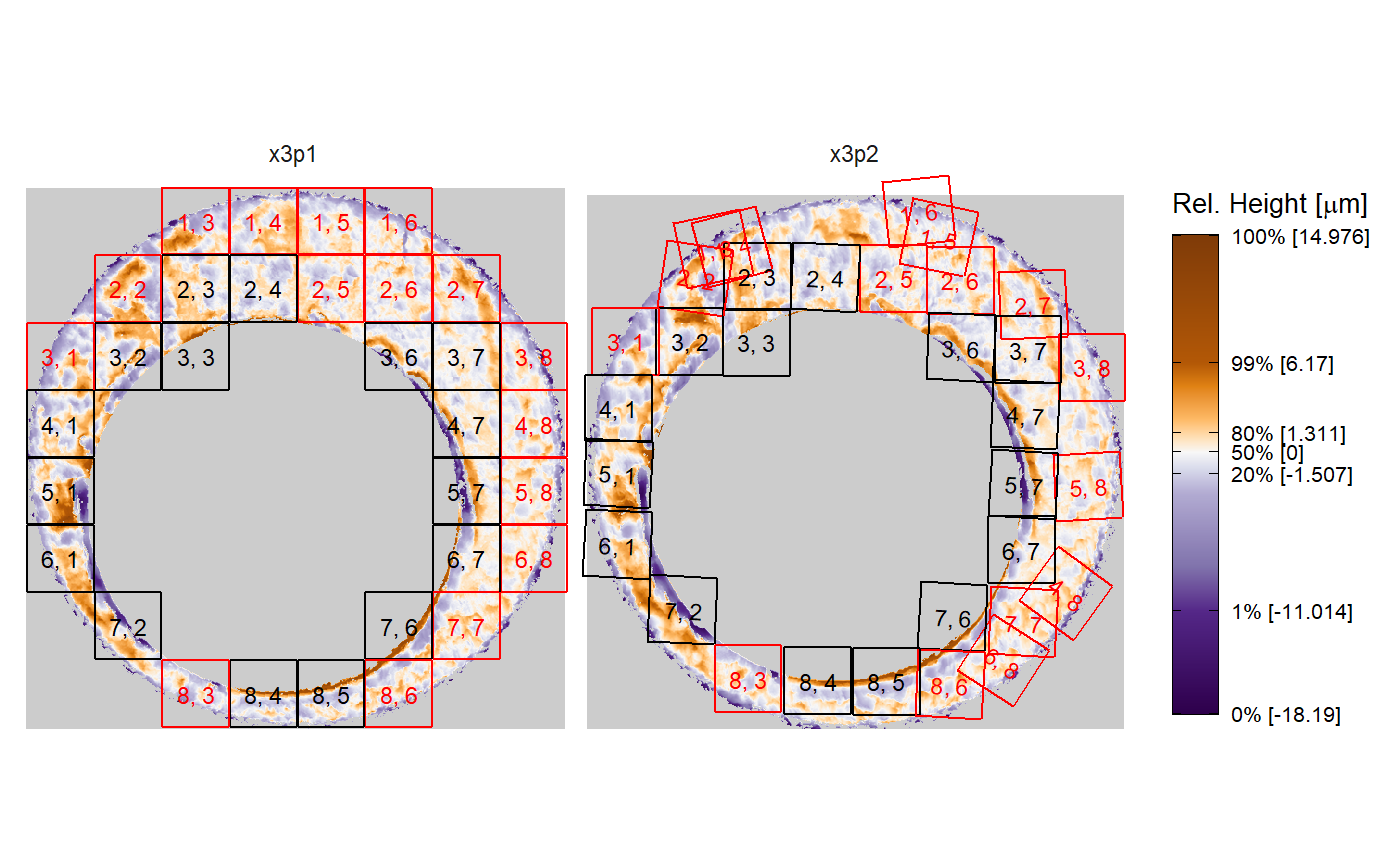 x3p1
1, 3 1, 4 1, 5 1, 6
2, 2 2, 3 2, 4 2, 5 2, 6 2, 7
3, 1 3, 2 3, 3 3, 6 3, 7 3, 8
4, 1 4, 7 4, 8
5, 1 5, 7 5, 8
6, 1 6, 7 6, 8
7, 2 7, 6 7, 7
8, 3 8, 4 8, 5 8, 6
x3p2
1, 6
1, 5
2, 3 2, 4 2, 5 2, 6 2, 7
3, 1 3, 2 3, 3 3, 6 3, 7 3, 8
4, 1 4, 7
5, 1 5, 7 5, 8
6, 1 6, 7
7, 2 7, 6 7, 7
6, 8
8, 3 8, 4 8, 5 8, 6
Rel. Height [μm]
100% [14.976]
99% [6.17]
80% [1.311]
50% [0]
20% [-1.507]
1% [-11.014]
0% [-18.19]